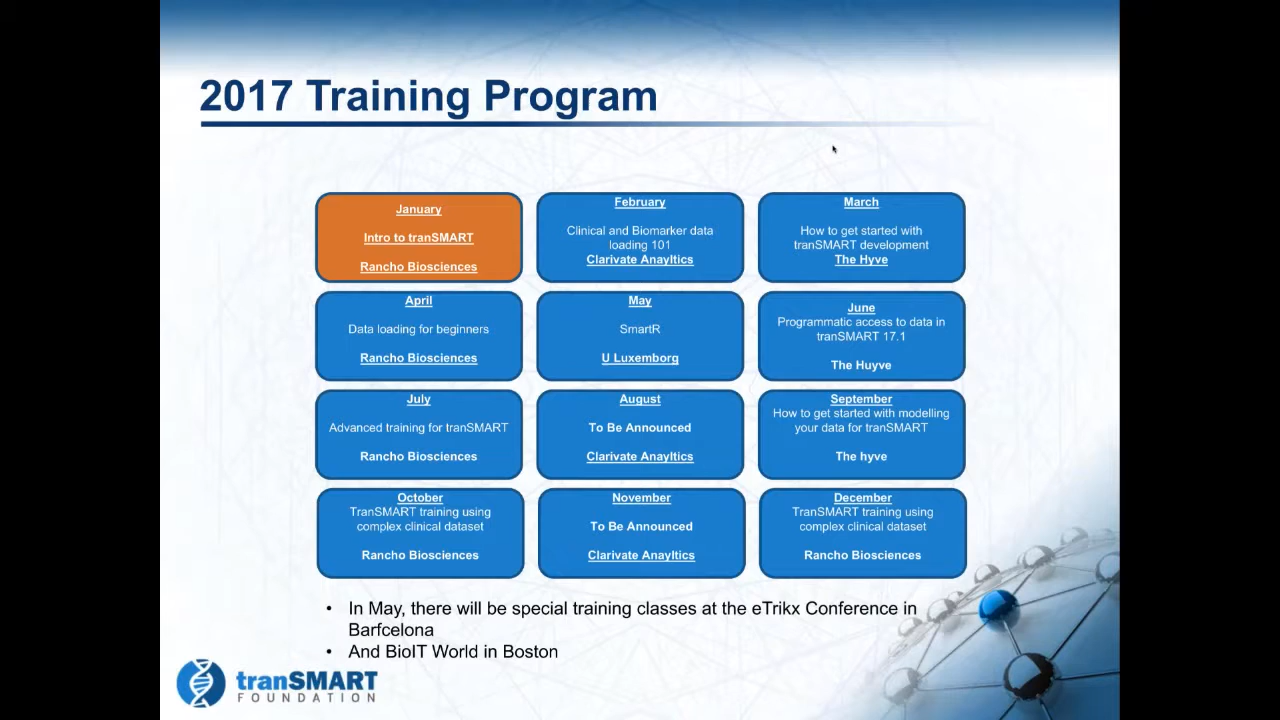 2017 Training Program
January
Intro to tranSMART
Rancho Biosciences
February
Clinical and Biomarker data
loading 101
Clarivate Anayltics
March
How to get started with
tranSMART development
The Hyve
April
Data loading for beginners
Rancho Biosciences
May
SmartR
U Luxemborg
June
Programmatic access to data in
tranSMART 17.1
The Huyve
July
Advanced training for tranSMART
Rancho Biosciences
August
To Be Announced
Clarivate Anayltics
September
How to get started with modelling
your data for tranSMART
The hyve
October
TranSMART training using
complex clinical dataset
Rancho Biosciences
November
To Be Announced
Clarivate Anayltics
December
TranSMART training using
complex clinical dataset
Rancho Biosciences
• In May, there will be special training classes at the eTrikx Conference in
Barfcelona
• And BioIT World in Boston
tranSMART
FOUNDATION